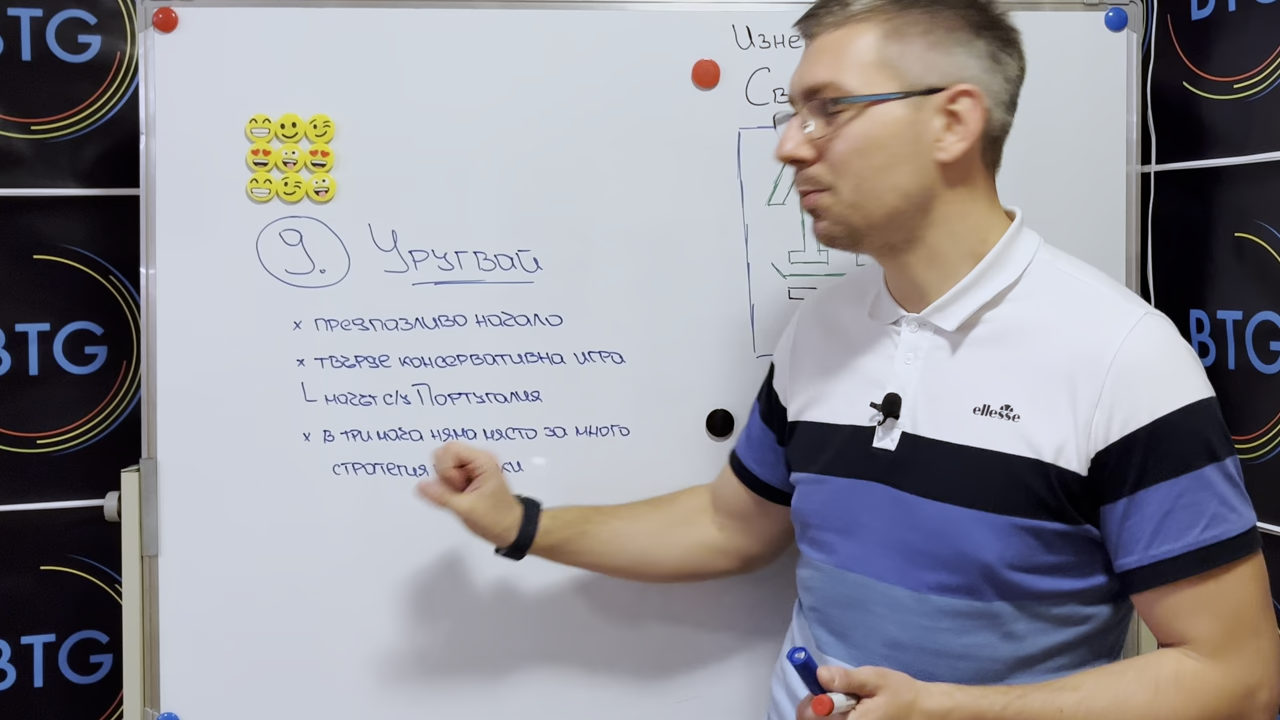 BTG
BTG
BTG
BTG
BTG
9. Уругвай
x предпазливо начало
x твърде консервативна игра
L мачът с/у Португалия
x в три мача няма място за много
стратегия
Изне
Св
ellesse